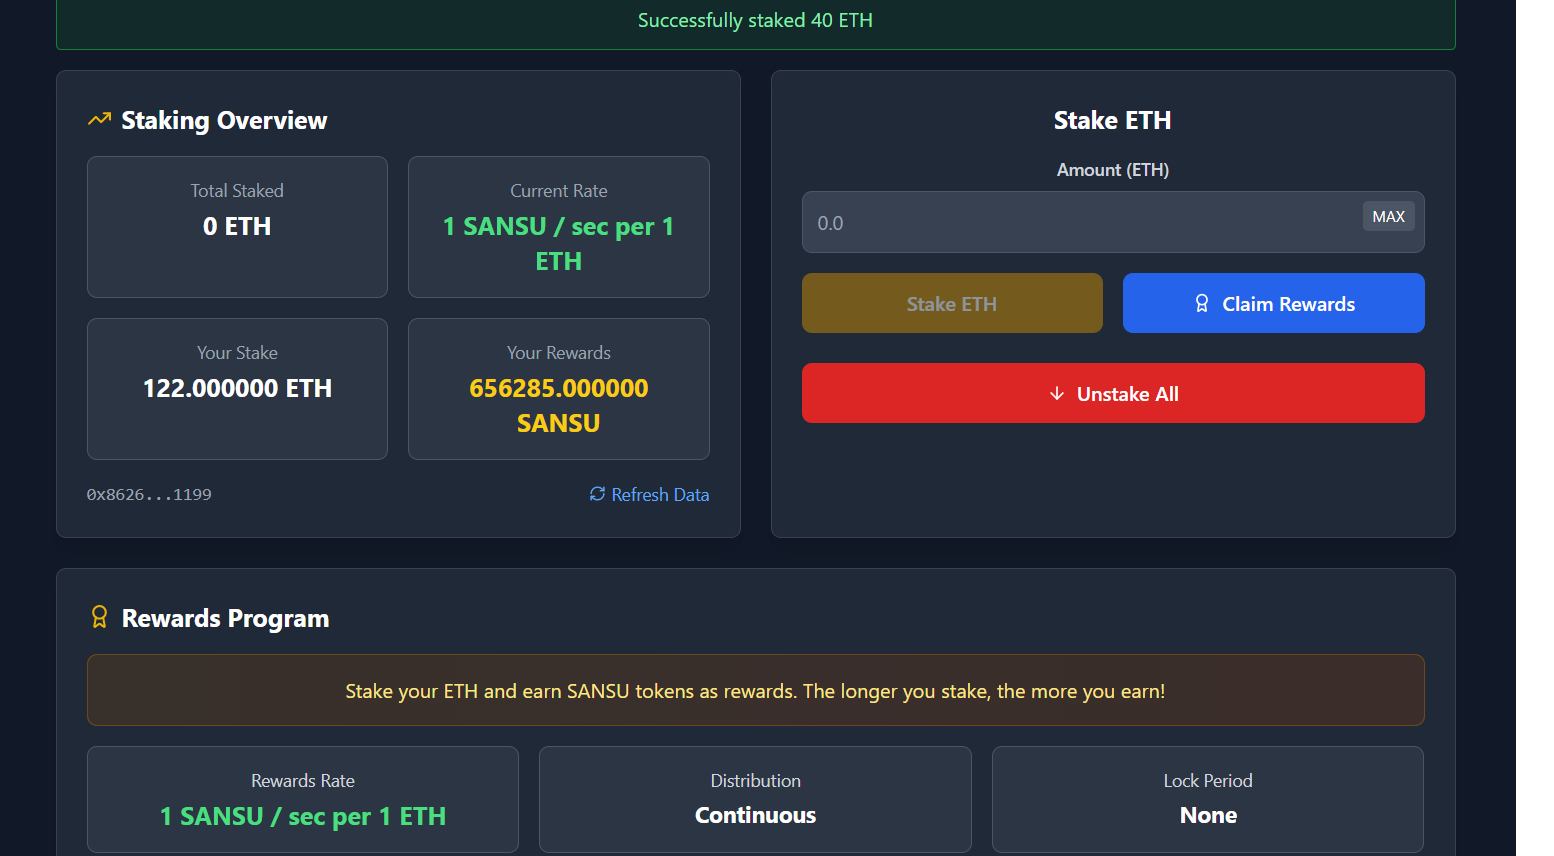 Successfully staked 40 ETH
Staking Overview
Total Staked
0 ETH
Current Rate
1 SANSU / sec per 1
ETH
Your Stake
122.000000 ETH
Your Rewards
656285.000000
SANSU
0x8626...1199
Refresh Data
Stake ETH
Amount (ETH)
0.0
MAX
Stake ETH
Claim Rewards
Unstake All
Rewards Program
Stake your ETH and earn SANSU tokens as rewards. The longer you stake, the more you earn!
Rewards Rate
1 SANSU / sec per 1 ETH
Distribution
Continuous
Lock Period
None